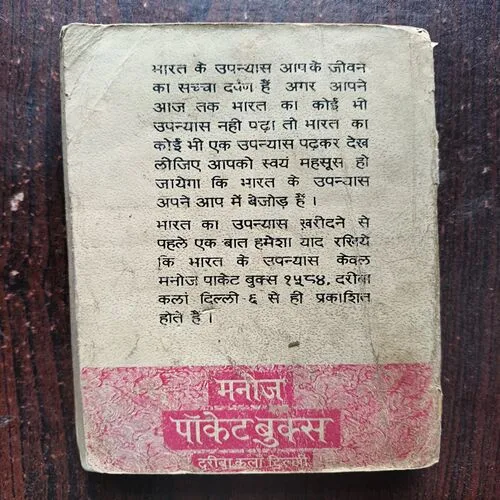 भारत के उपन्यास आपके जीवन
का सच्चा दर्पण हैं अगर आपने
आज तक भारत का कोई भी
उपन्यास नही पढ़ा तो भारत का
कोई भी एक उपन्यास पढ़कर देख
लीजिए आपको स्वयं महसूस हो
जायेगा कि भारत के उपन्यास
अपने आप में बेजोड़ हैं ।
भारत का उपन्यास ख़रीदने से
पहले एक बात हमेशा याद रखिये
कि भारत के उपन्यास केवल
मनोज पाकेट बुक्स १५८४, दरीबा
कलां दिल्ली ६ से ही प्रकाशित
होते हैं ।
मनोज
पॉकेट बुक्स
दरीबा कलां दिल्ली